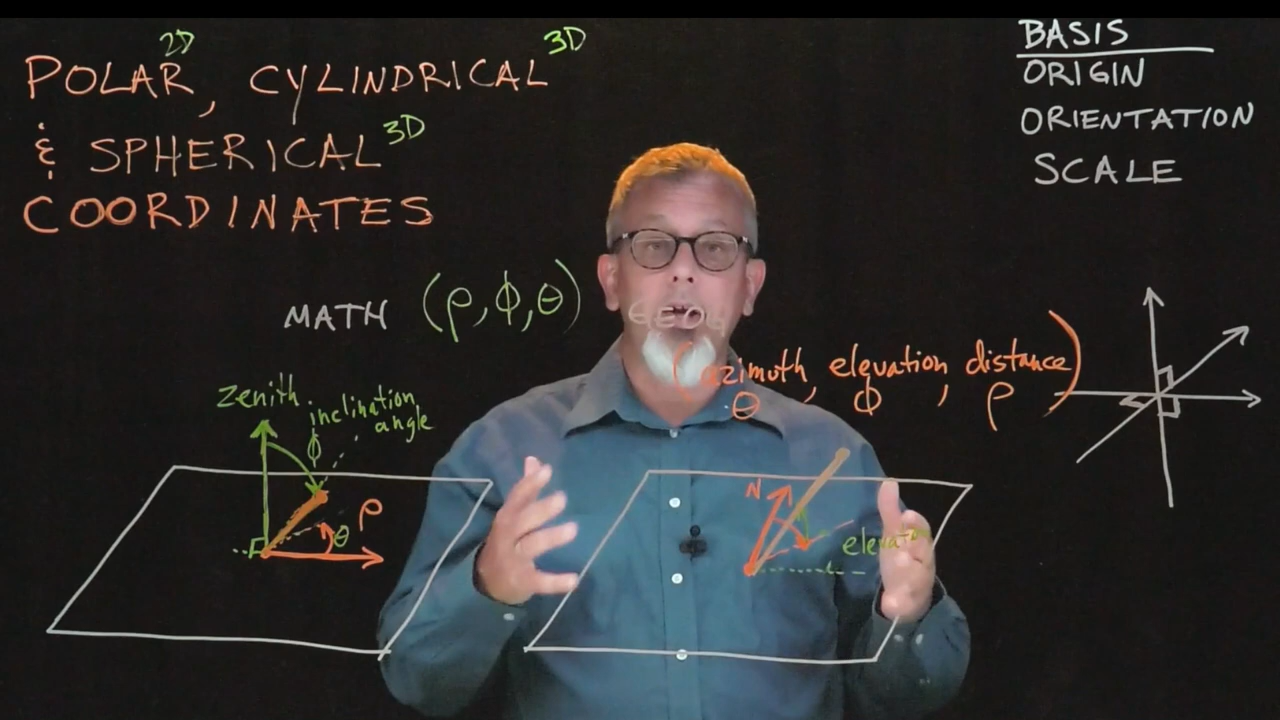 2D
3D
POLAR, CYLINDRICAL
& SPHERICAL 3D
COORDINATES
BASIS
ORIGIN
ORIENTATION
SCALE
MATH (ρ,ϕ,θ)
(azimuth, elevation, distance)
θ , ϕ , ρ
zenith
inclination
angle
ϕ
ρ
θ
N